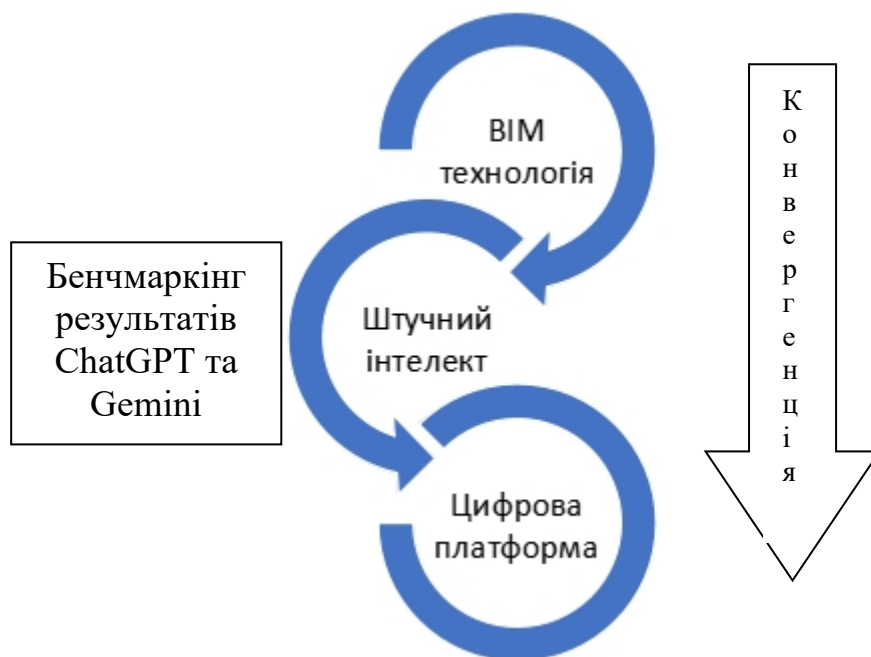 BIM
технологія
Бенчмаркінг
результатів
ChatGPT та
Gemini
Штучний
інтелект
Цифрова
платформа
К
о
н
в
е
р
г
е
н
ц
і
я